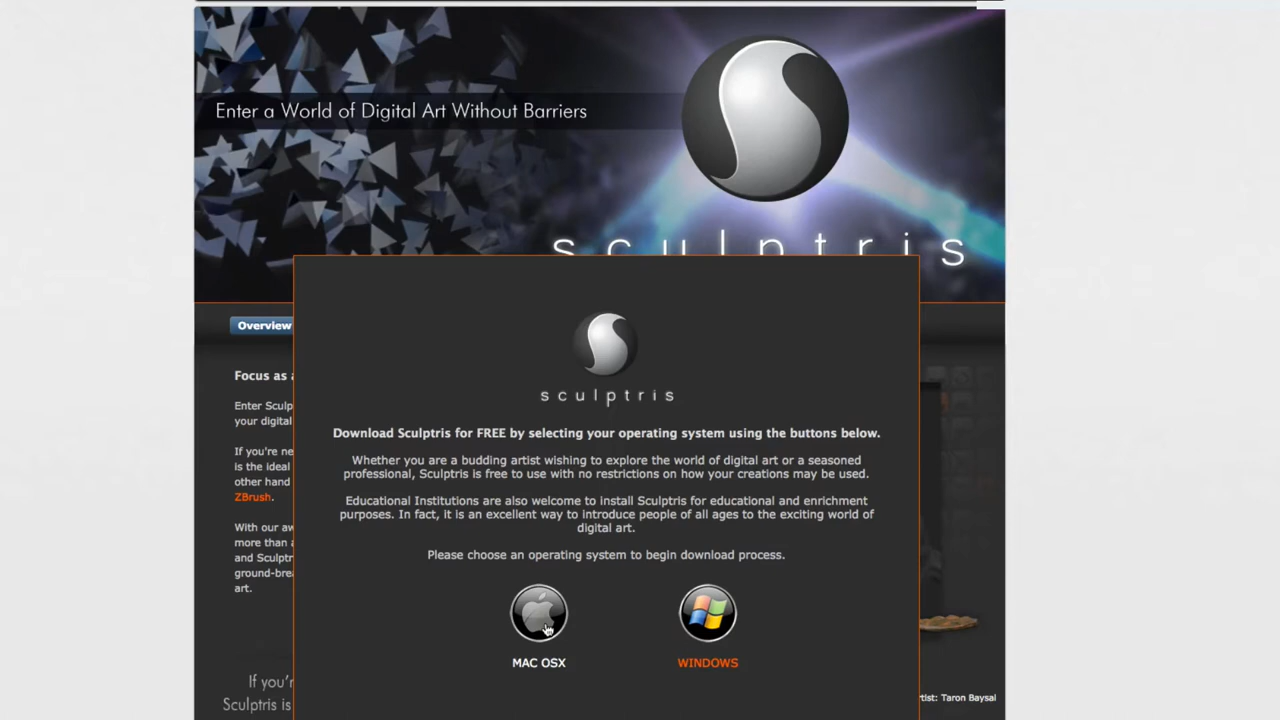 Enter a World of Digital Art Without Barriers
sculptris
Overview
Focus as a
Enter Sculp
your digital
If you're ne
is the ideal
other hand
ZBrush.
With our aw
more than a
and Sculptr
ground-brea
art.
If you'r
Sculptris is
sculptris
Download Sculptris for FREE by selecting your operating system using the buttons below.
Whether you are a budding artist wishing to explore the world of digital art or a seasoned
professional, Sculptris is free to use with no restrictions on how your creations may be used.
Educational Institutions are also welcome to install Sculptris for educational and enrichment
purposes. In fact, it is an excellent way to introduce people of all ages to the exciting world of
digital art.
Please choose an operating system to begin download process.
MAC OSX
WINDOWS
tist: Taron Baysal